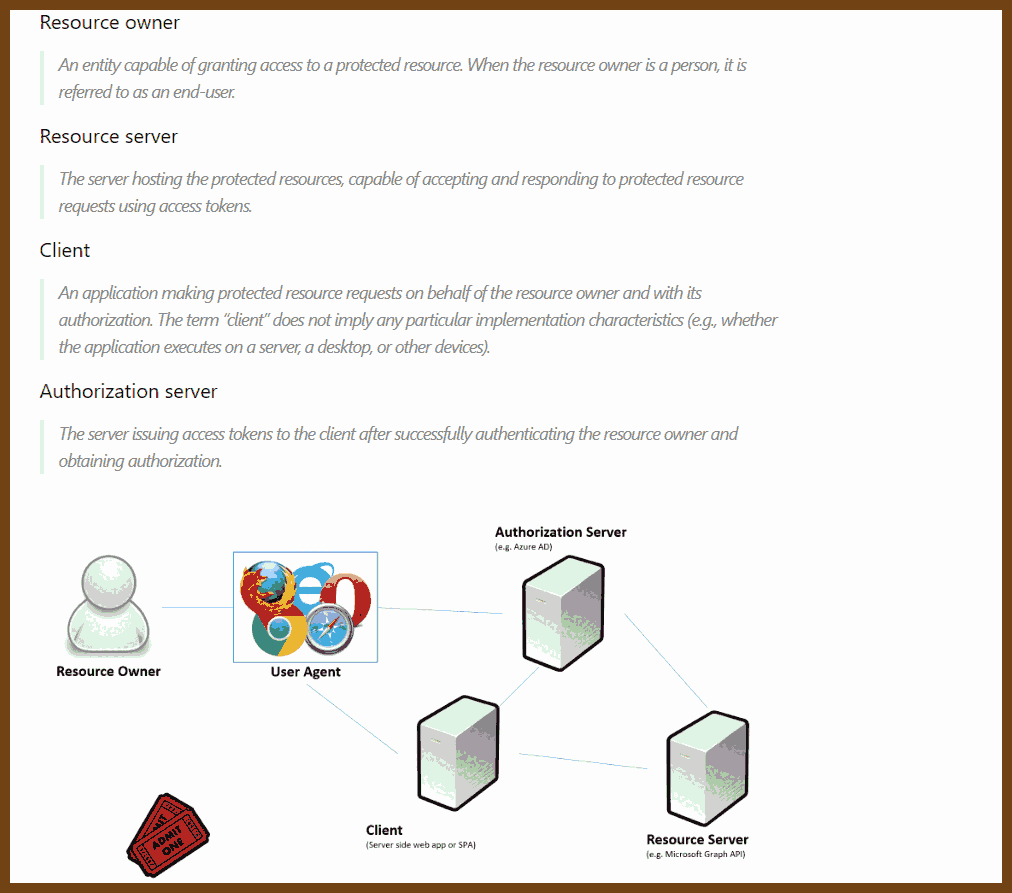 Resource owner
An entity capable of granting access to a protected resource. When the resource owner is a person, it is
referred to as an end-user.
Resource server
The server hosting the protected resources, capable of accepting and responding to protected resource
requests using access tokens.
Client
An application making protected resource requests on behalf of the resource owner and with its
authorization. The term “client” does not imply any particular implementation characteristics (e.g., whether
the application executes on a server, a desktop, or other devices).
Authorization server
The server issuing access tokens to the client after successfully authenticating the resource owner and
obtaining authorization.
Authorization Server
(e.g. Azure AD)
Resource Owner
User Agent
Client
(Server side web app or SPA)
Resource Server
(e.g. Microsoft Graph API)
ADMIT
ONE